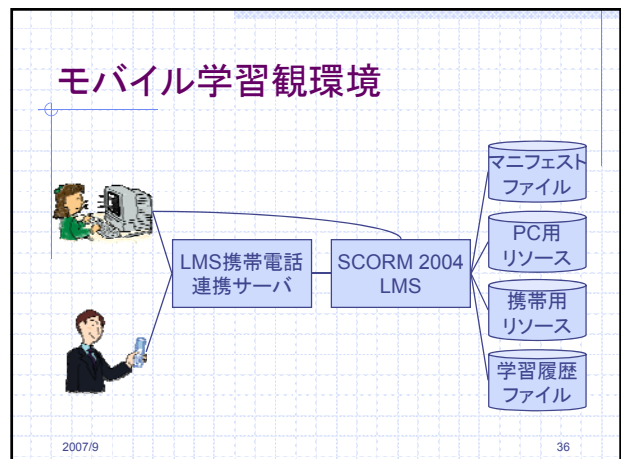 モバイル学習観環境
マニフェスト
ファイル
PC用
リソース
LMS携帯電話
連携サーバ
SCORM 2004
LMS
携帯用
リソース
学習履歴
ファイル
2007/9
36